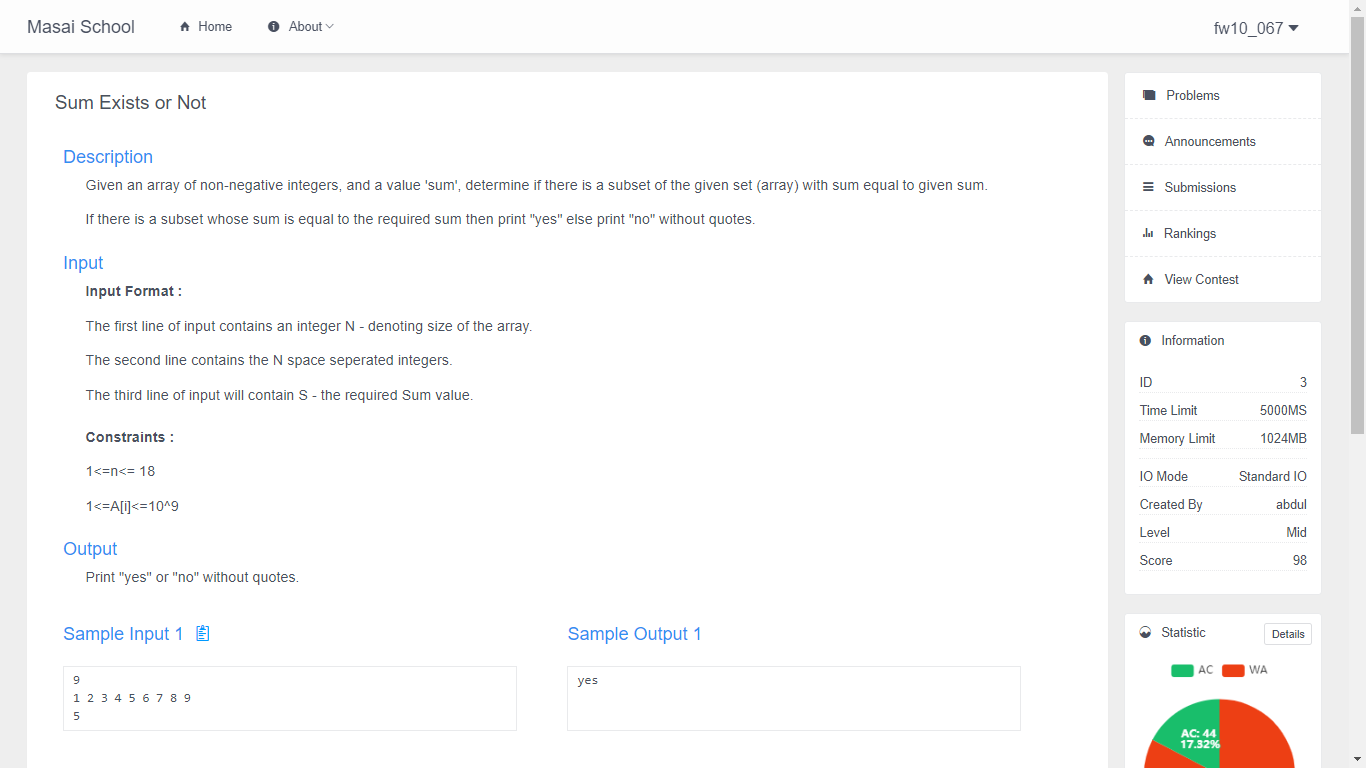 Masai School
Home
About
fw10_067
Sum Exists or Not
Description
Given an array of non-negative integers, and a value 'sum', determine if there is a subset of the given set (array) with sum equal to given sum.
If there is a subset whose sum is equal to the required sum then print "yes" else print "no" without quotes.
Input
Input Format :
The first line of input contains an integer N - denoting size of the array.
The second line contains the N space seperated integers.
The third line of input will contain S - the required Sum value.
Constraints :
1<=n<= 18
1<=A[i]<=10^9
Output
Print "yes" or "no" without quotes.
Sample Input 1
9
1 2 3 4 5 6 7 8 9
5
Sample Output 1
yes
Problems
Announcements
Submissions
Rankings
View Contest
Information
ID 3
Time Limit 5000MS
Memory Limit 1024MB
IO Mode Standard IO
Created By abdul
Level Mid
Score 98
Statistic Details
AC WA
AC: 44
17.32%